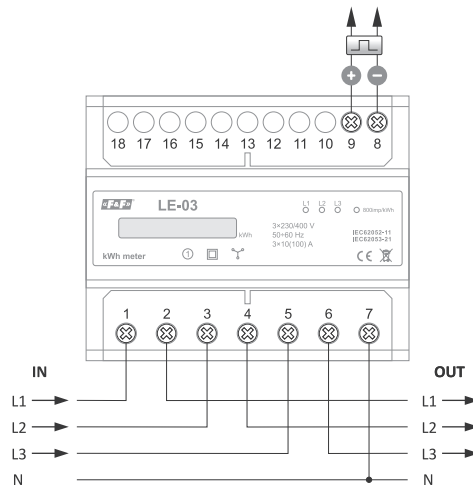 + −
18 17 16 15 14 13 12 11 10 9 8
F&F LE-03
L1 L2 L3
800imp/kWh
kWh
3×230/400 V
50÷60 Hz
3×10(100) A
IEC62052-11
IEC62053-21
kWh meter
1
CE
1 2 3 4 5 6 7
IN OUT
L1 L1
L2 L2
L3 L3
N N